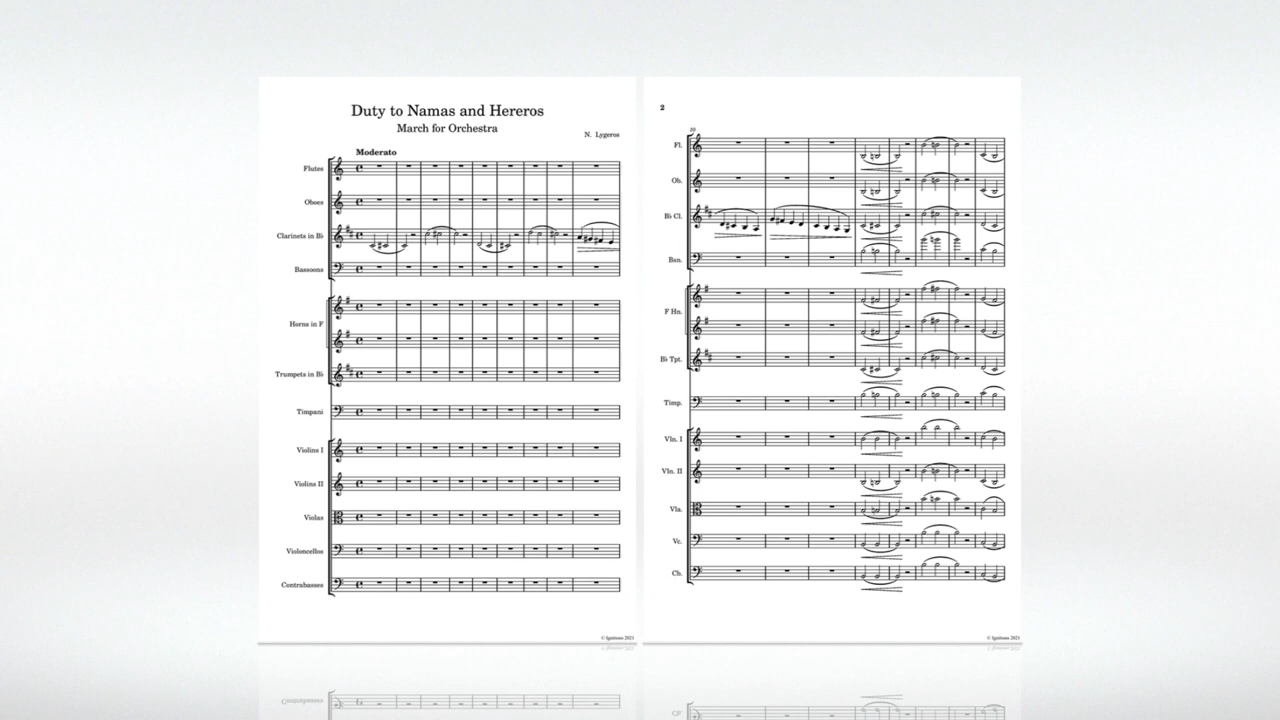 Duty to Namas and Hereros
March for Orchestra
N. Lygeros
Moderato
Flutes
Oboes
Clarinets in B♭
Bassoons
Horns in F
Trumpets in B♭
Timpani
Violins I
Violins II
Violas
Violoncellos
Contrabasses
© Ignitons 2021
2
10
Fl.
Ob.
B♭ Cl.
Bsn.
F Hn.
B♭ Tpt.
Timp.
Vln. I
Vln. II
Vla.
Vc.
Cb.
© Ignitons 2021